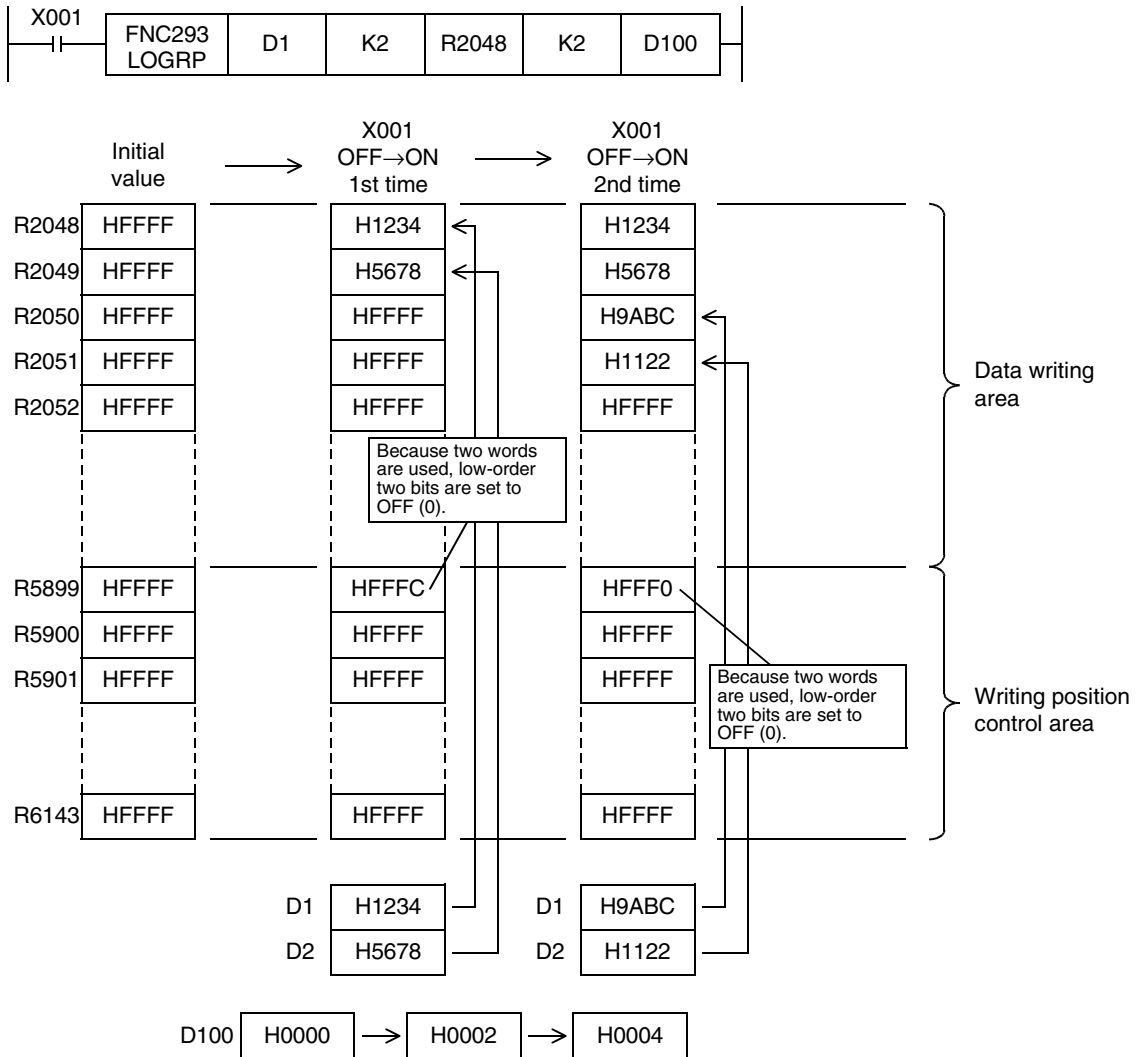 X001
FNC293
LOGRP
D1
K2
R2048
K2
D100
Initial
value
X001
OFF→ON
1st time
X001
OFF→ON
2nd time
R2048 HFFFF H1234 H1234
R2049 HFFFF H5678 H5678
R2050 HFFFF HFFFF H9ABC
R2051 HFFFF HFFFF H1122
R2052 HFFFF HFFFF HFFFF
Data writing
area
Because two words
are used, low-order
two bits are set to
OFF (0).
R5899 HFFFF HFFFC HFFF0
R5900 HFFFF HFFFF HFFFF
R5901 HFFFF HFFFF HFFFF
Because two words
are used, low-order
two bits are set to
OFF (0).
Writing position
control area
R6143 HFFFF HFFFF HFFFF
D1 H1234 D1 H9ABC
D2 H5678 D2 H1122
D100 H0000 → H0002 → H0004